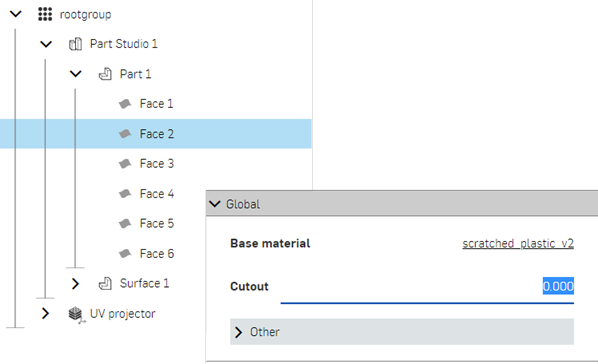 rootgroup
Part Studio 1
Part 1
Face 1
Face 2
Face 3
Face 4
Face 5
Face 6
Surface 1
UV projector
Global
Base material scratched_plastic_v2
Cutout 0.000
Other